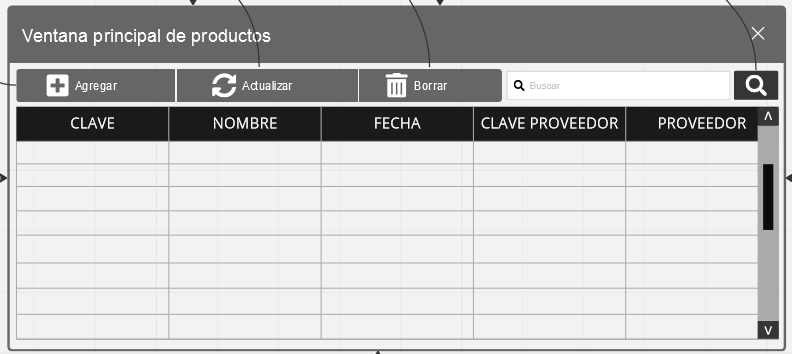 Ventana principal de productos
Agregar Actualizar Borrar Buscar
CLAVE NOMBRE FECHA CLAVE PROVEEDOR PROVEEDOR